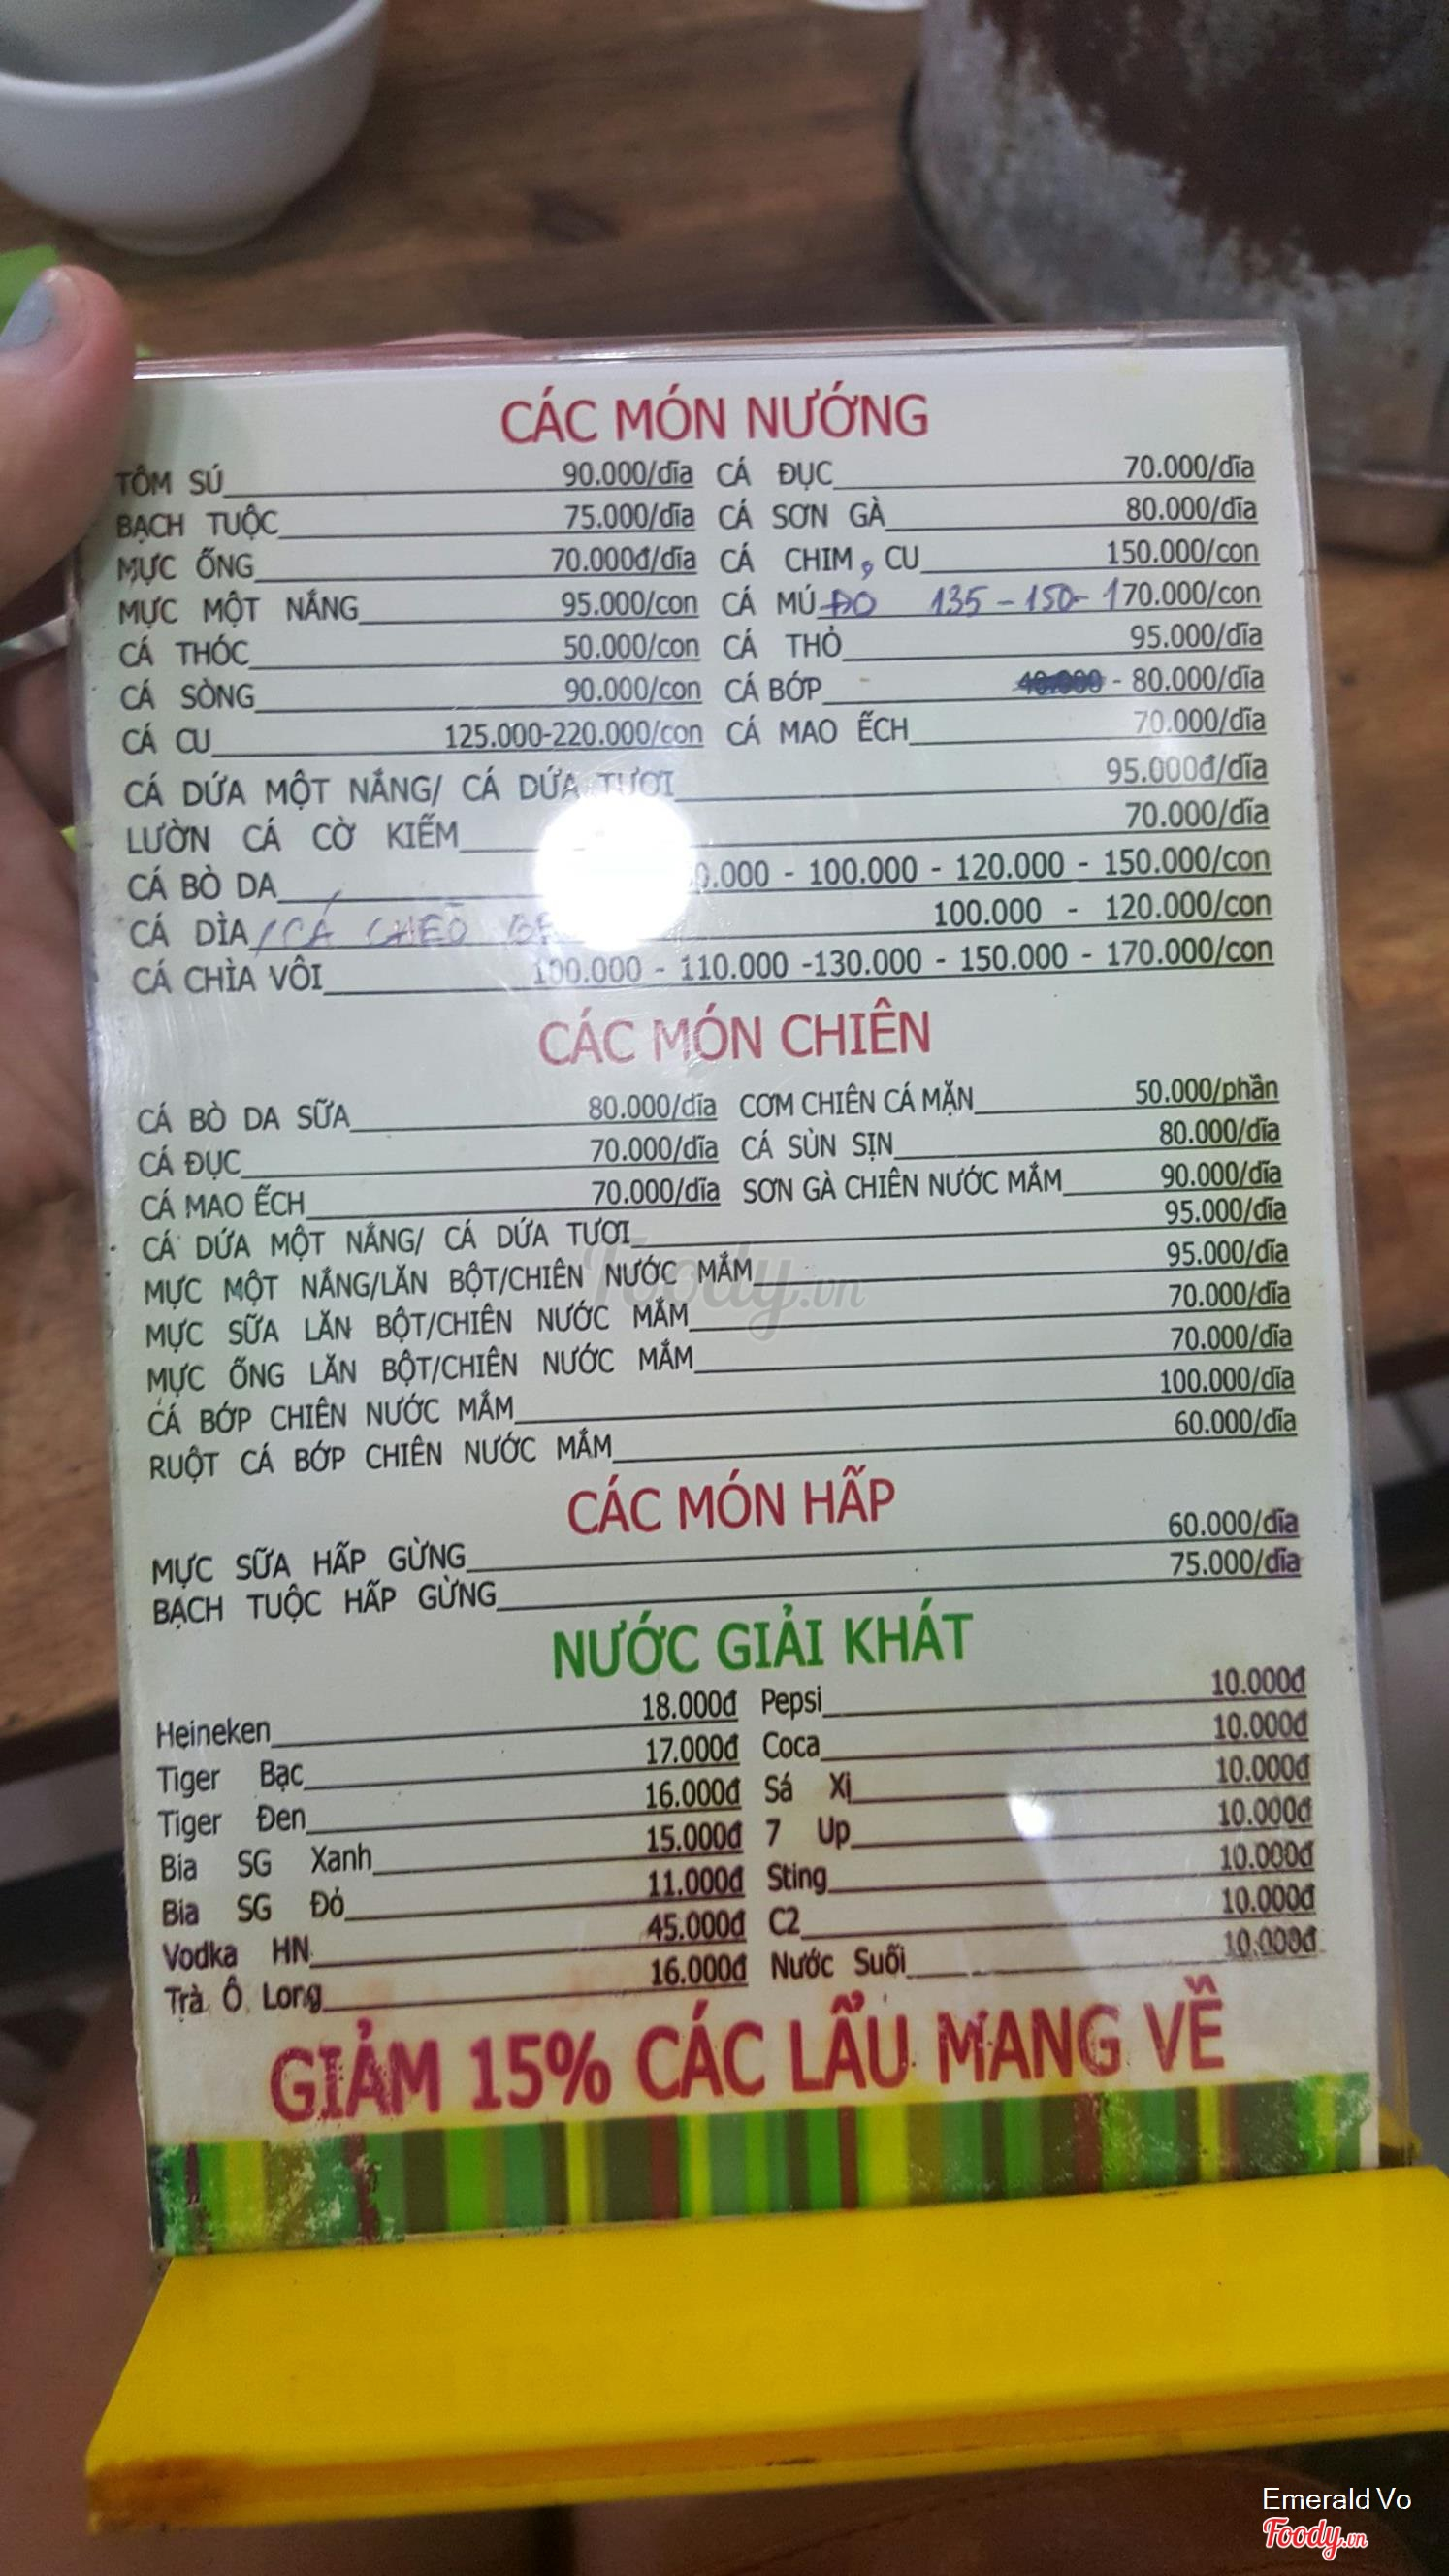 CÁC MÓN NƯỚNG
TÔM SÚ 90.000/dĩa CÁ ĐỤC 70.000/dĩa
BẠCH TUỘC 75.000/dĩa CÁ SƠN GÀ 80.000/dĩa
MỰC ỐNG 70.000đ/dĩa CÁ CHIM, CU 150.000/con
MỰC MỘT NẮNG 95.000/con CÁ MÚ ĐO 135 - 150 - 170.000/con
CÁ THÓC 50.000/con CÁ THỎ 95.000/dĩa
CÁ SÒNG 90.000/con CÁ BỚP 40.000 - 80.000/dĩa
CÁ CU 125.000-220.000/con CÁ MAO ẾCH 70.000/dĩa
CÁ DỨA MỘT NẮNG/ CÁ DỨA TƯƠI 95.000đ/dĩa
LƯỜN CÁ CỜ KIẾM 70.000/dĩa
CÁ BÒ DA - 100.000 - 120.000 - 150.000/con
CÁ DÌA / CÁ CHẼO 100.000 - 120.000/con
CÁ CHÌA VÔI 100.000 - 110.000 -130.000 - 150.000 - 170.000/con
CÁC MÓN CHIÊN
CÁ BÒ DA SỮA 80.000/dĩa CƠM CHIÊN CÁ MẶN 50.000/phần
CÁ ĐỤC 70.000/dĩa CÁ SÙN SỊN 80.000/dĩa
CÁ MAO ẾCH 70.000/dĩa SƠN GÀ CHIÊN NƯỚC MẮM 90.000/dĩa
CÁ DỨA MỘT NẮNG/ CÁ DỨA TƯƠI 95.000/dĩa
MỰC MỘT NẮNG/LĂN BỘT/CHIÊN NƯỚC MẮM 95.000/dĩa
MỰC SỮA LĂN BỘT/CHIÊN NƯỚC MẮM 70.000/dĩa
MỰC ỐNG LĂN BỘT/CHIÊN NƯỚC MẮM 70.000/dĩa
CÁ BỚP CHIÊN NƯỚC MẮM 100.000/dĩa
RUỘT CÁ BỚP CHIÊN NƯỚC MẮM 60.000/dĩa
Foody.vn
CÁC MÓN HẤP
MỰC SỮA HẤP GỪNG 60.000/dĩa
BẠCH TUỘC HẤP GỪNG 75.000/dĩa
NƯỚC GIẢI KHÁT
Heineken 18.000đ Pepsi 10.000đ
Tiger Bạc 17.000đ Coca 10.000đ
Tiger Đen 16.000đ Sá Xị 10.000đ
Bia SG Xanh 15.000đ 7 Up 10.000đ
Bia SG Đỏ 11.000đ Sting 10.000đ
Vodka HN 45.000đ C2 10.000đ
Trà Ô Long 16.000đ Nước Suối 10.000đ
GIẢM 15% CÁC LẨU MANG VỀ
Emerald Vo
Foody.vn